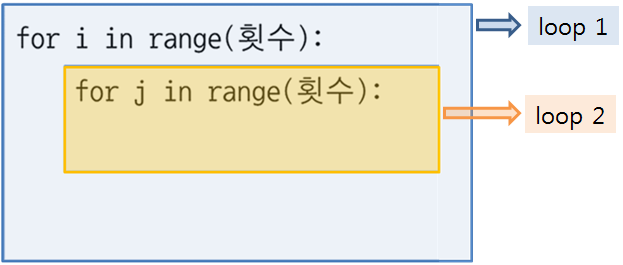 for i in range(횟수):
loop 1
for j in range(횟수):
loop 2